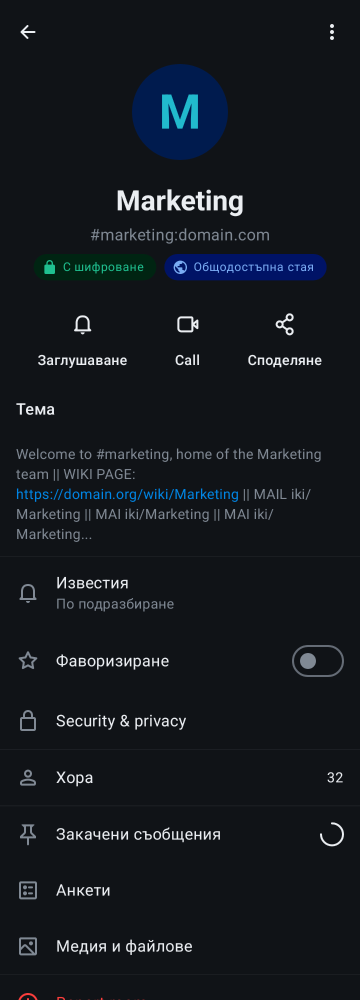 M
Marketing
#marketing:domain.com
С шифроване
Общодостъпна стая
Заглушаване
Call
Споделяне
Тема
Welcome to #marketing, home of the Marketing
team || WIKI PAGE:
https://domain.org/wiki/Marketing || MAIL iki/
Marketing || MAI iki/Marketing || MAI iki/
Marketing...
Известия
По подразбиране
Фаворизиране
Security & privacy
Хора
32
Закачени съобщения
Анкети
Медия и файлове